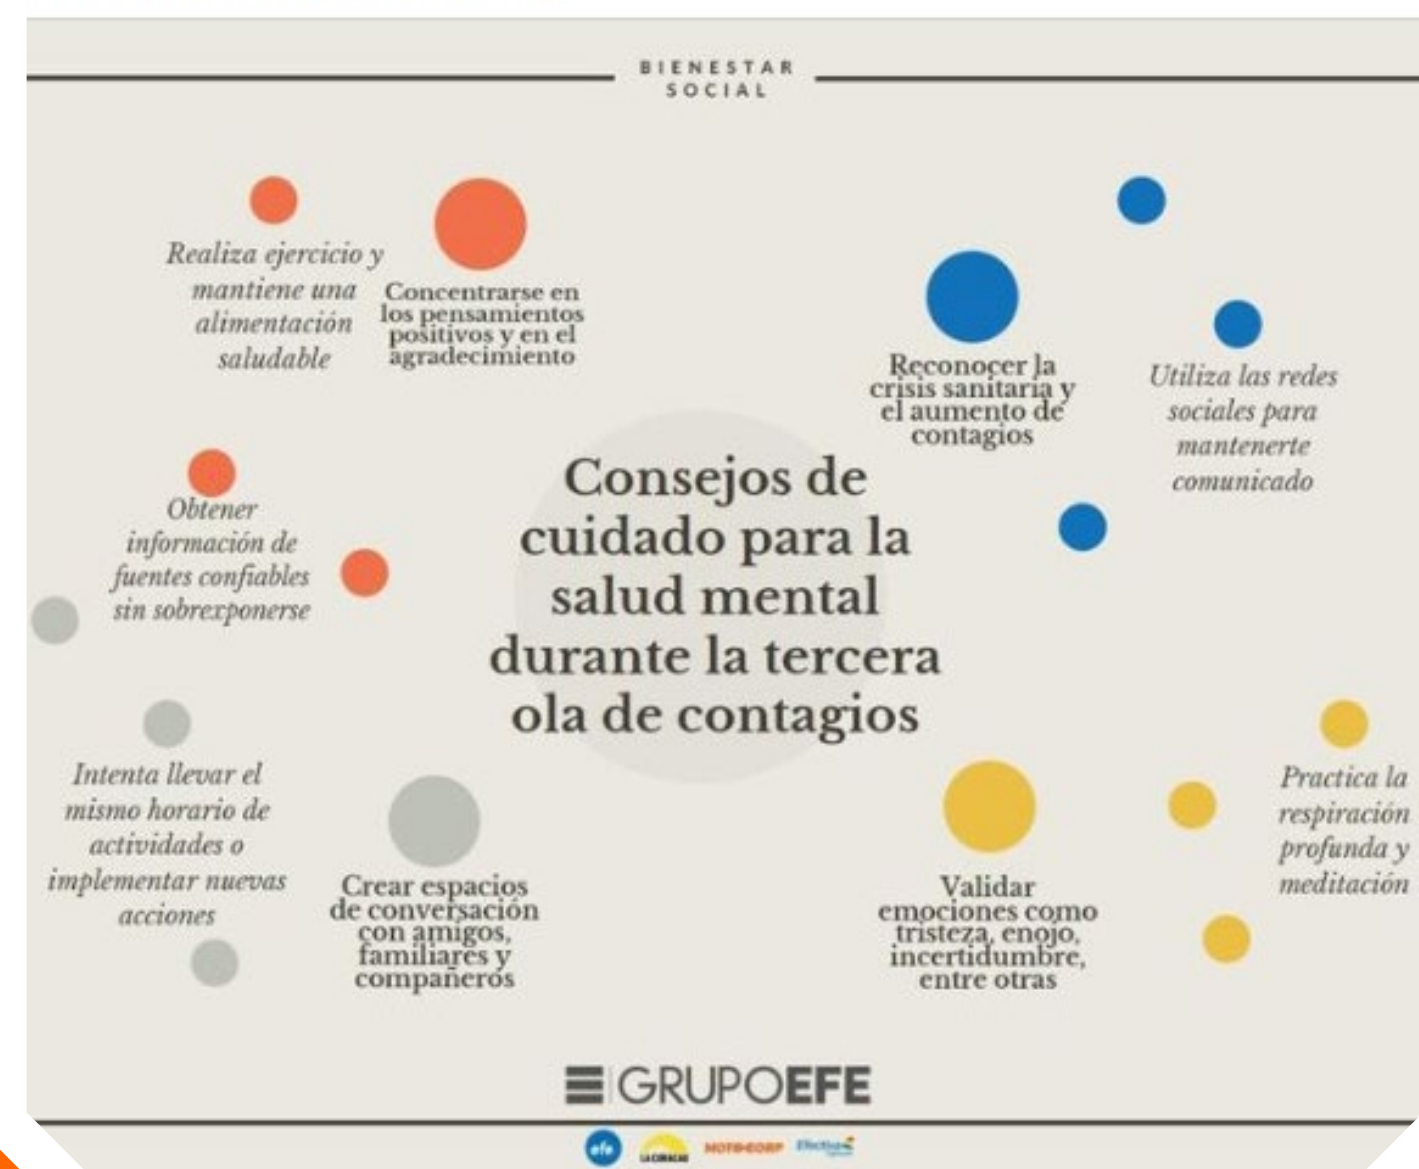 BIENESTAR
SOCIAL
Realiza ejercicio y
mantiene una
alimentación
saludable
Concentrarse en
los pensamientos
positivos y en el
agradecimiento
Reconocer la
crisis sanitaria y
el aumento de
contagios
Utiliza las redes
sociales para
mantenerte
comunicado
Obtener
información de
fuentes confiables
sin sobrexponerse
Consejos de
cuidado para la
salud mental
durante la tercera
ola de contagios
Intenta llevar el
mismo horario de
actividades o
implementar nuevas
acciones
Crear espacios
de conversación
con amigos,
familiares y
compañeros
Validar
emociones como
tristeza, enojo,
incertidumbre,
entre otras
Practica la
respiración
profunda y
meditación
GRUPOEFE
efe
LA CURACAO
MOTOCORP
Efectiva